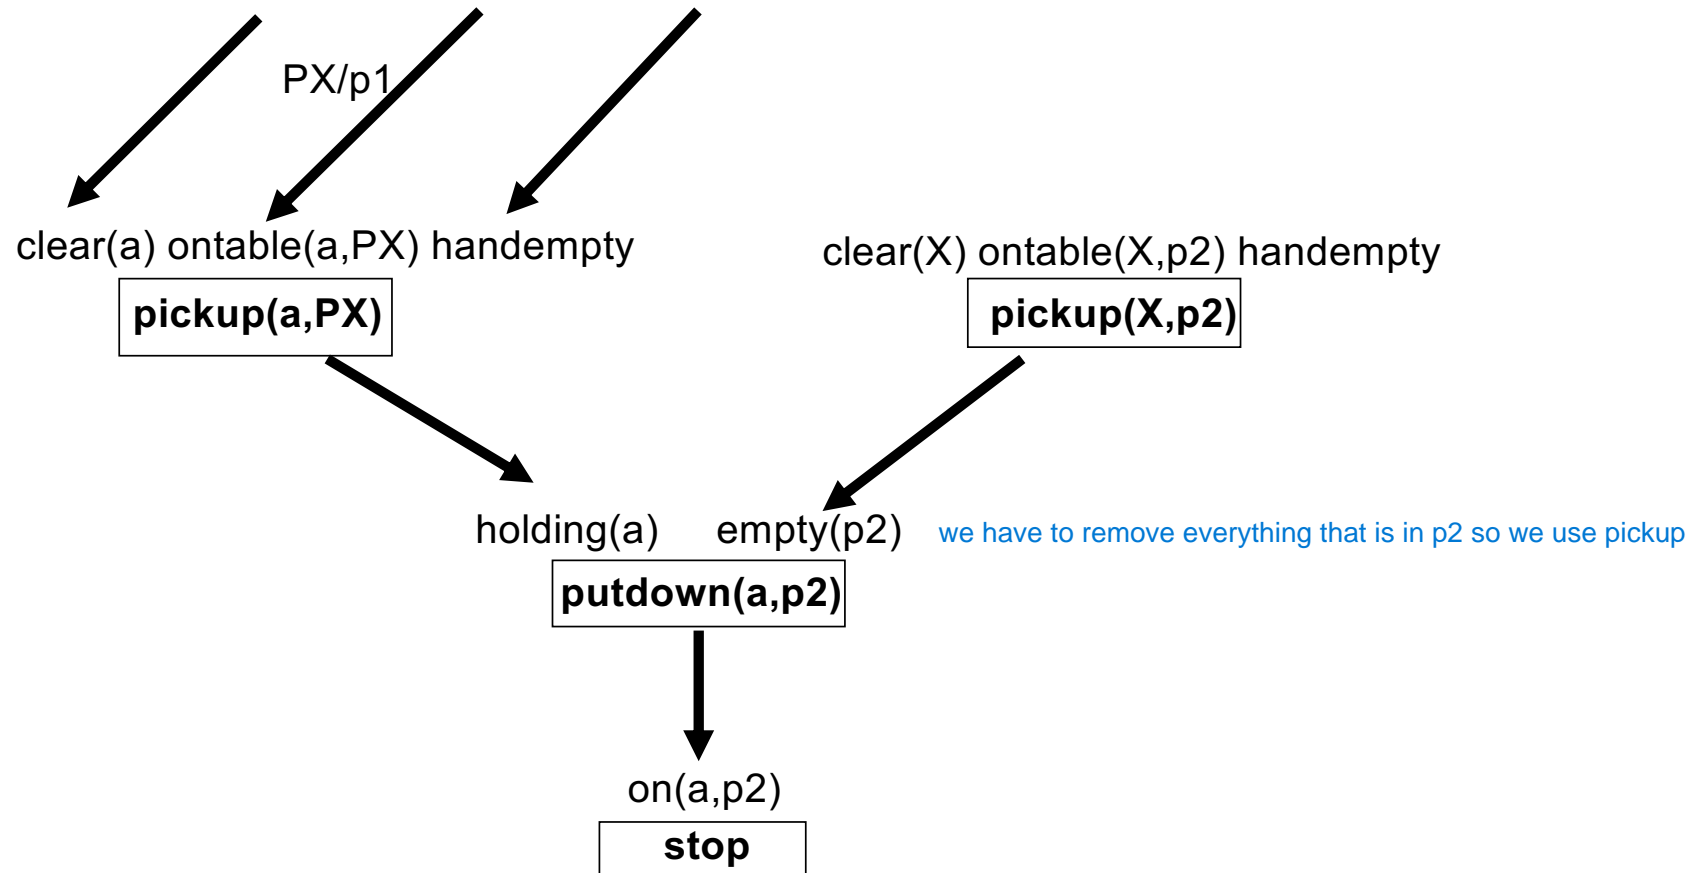 PX/p1
clear(a) ontable(a,PX) handempty
clear(X) ontable(X,p2) handempty
pickup(a,PX)
pickup(X,p2)
holding(a) empty(p2)
we have to remove everything that is in p2 so we use pickup
putdown(a,p2)
on(a,p2)
stop